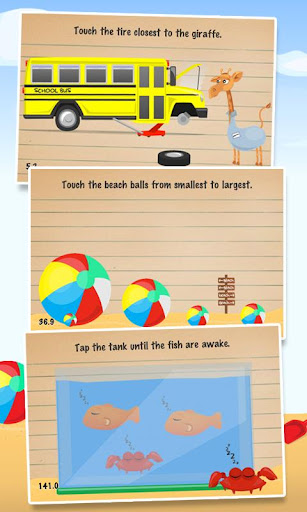 Touch the tire closest to the giraffe.
SCHOOL BUS
Touch the beach balls from smallest to largest.
36.9
Tap the tank until the fish are awake.
z z z
z z z
z z z
z z z
141.0